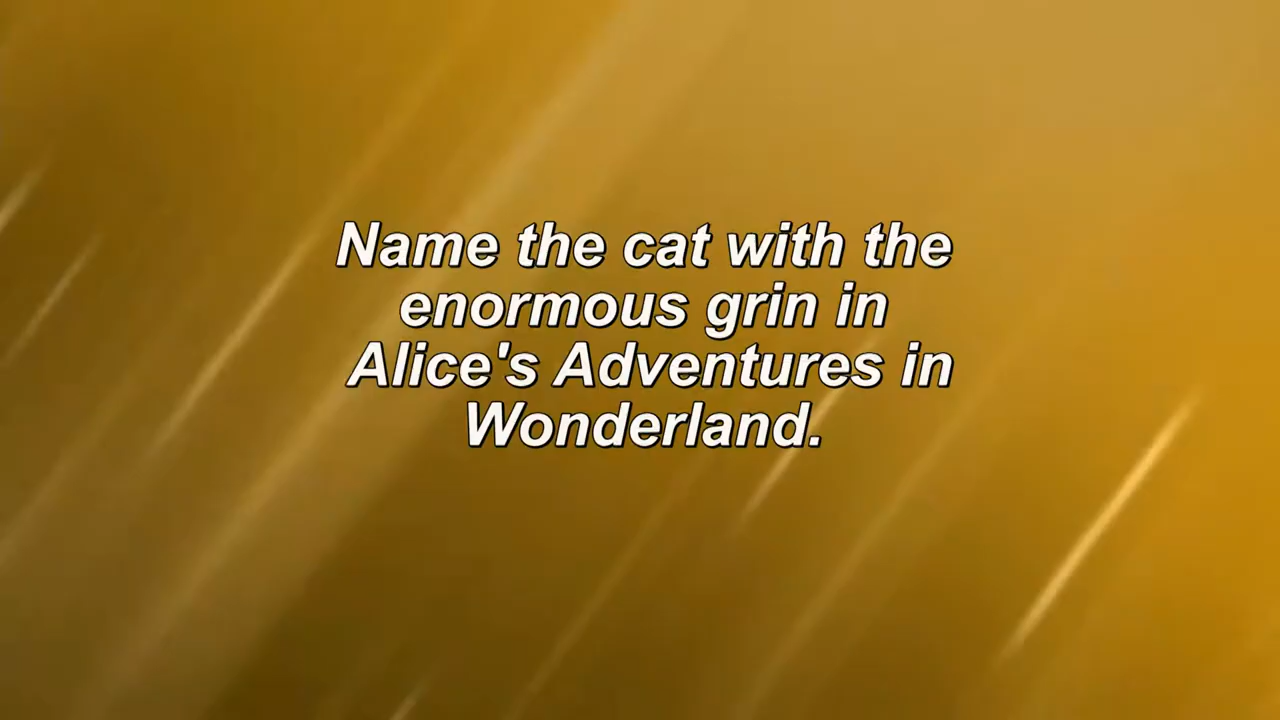 Name the cat with the
enormous grin in
Alice's Adventures in
Wonderland.